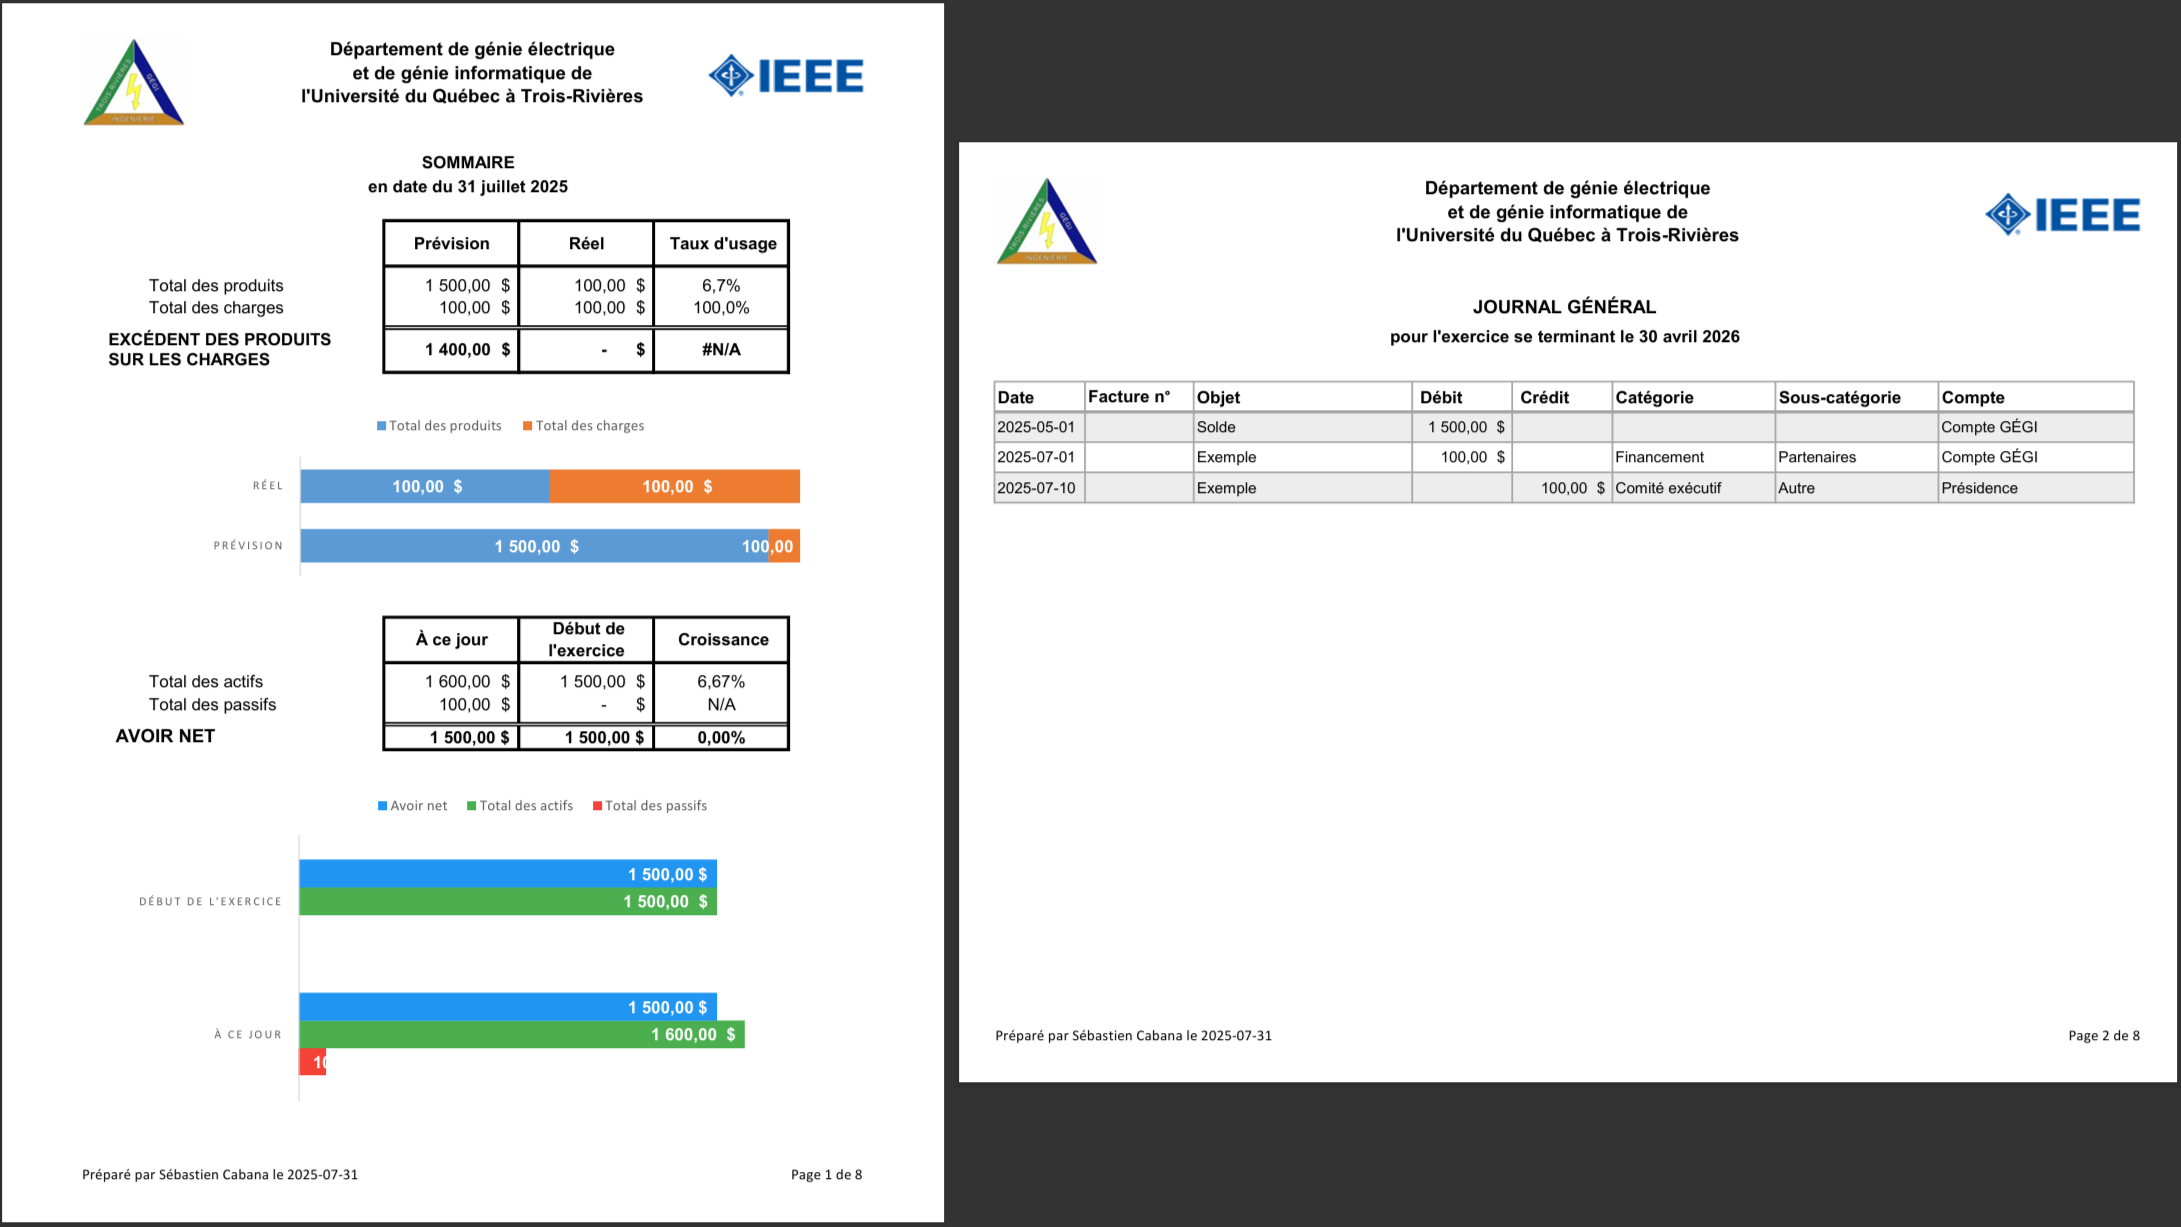 TROIS-RIVIÈRES
GÉGI
INGÉNIERIE
Département de génie électrique
et de génie informatique de
l'Université du Québec à Trois-Rivières
IEEE
SOMMAIRE
en date du 31 juillet 2025
Prévision Réel Taux d'usage
Total des produits 1 500,00 $ 100,00 $ 6,7%
Total des charges 100,00 $ 100,00 $ 100,0%
EXCÉDENT DES PRODUITS
SUR LES CHARGES 1 400,00 $ - $ #N/A
Total des produits Total des charges
RÉEL 100,00 $ 100,00 $
PRÉVISION 1 500,00 $ 100,00
À ce jour Début de l'exercice Croissance
Total des actifs 1 600,00 $ 1 500,00 $ 6,67%
Total des passifs 100,00 $ - $ N/A
AVOIR NET 1 500,00 $ 1 500,00 $ 0,00%
Avoir net Total des actifs Total des passifs
1 500,00 $
DÉBUT DE L'EXERCICE 1 500,00 $
1 500,00 $
À CE JOUR 1 600,00 $
Préparé par Sébastien Cabana le 2025-07-31 Page 1 de 8
TROIS-RIVIÈRES
GÉGI
INGÉNIERIE
Département de génie électrique
et de génie informatique de
l'Université du Québec à Trois-Rivières
IEEE
JOURNAL GÉNÉRAL
pour l'exercice se terminant le 30 avril 2026
Date Facture n° Objet Débit Crédit Catégorie Sous-catégorie Compte
2025-05-01 Solde 1 500,00 $ Compte GÉGI
2025-07-01 Exemple 100,00 $ Financement Partenaires Compte GÉGI
2025-07-10 Exemple 100,00 $ Comité exécutif Autre Présidence
Préparé par Sébastien Cabana le 2025-07-31 Page 2 de 8